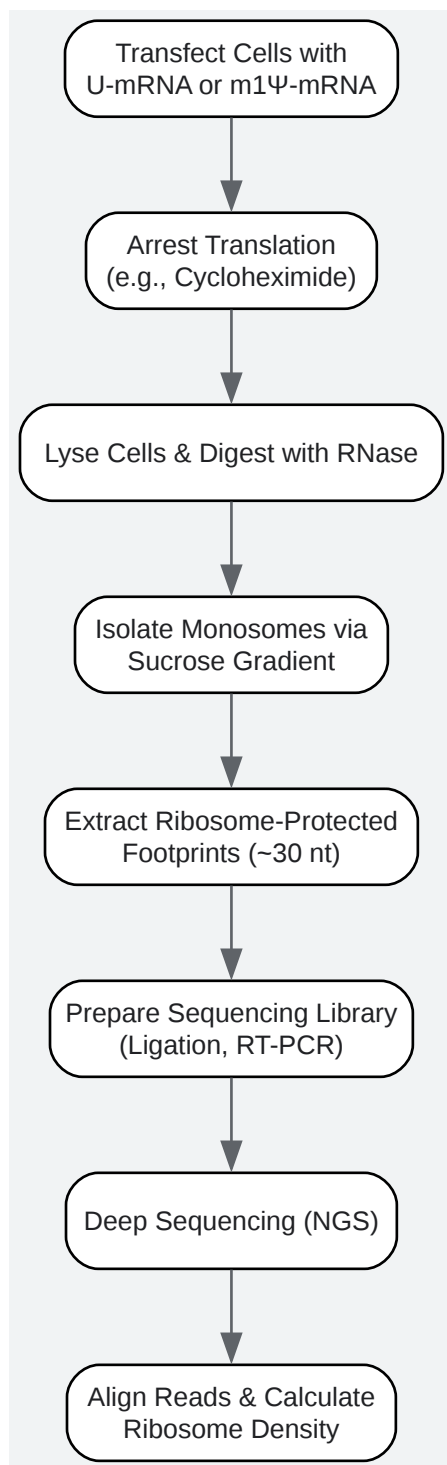 Transfect Cells with
U-mRNA or m1Ψ-mRNA
Arrest Translation
(e.g., Cycloheximide)
Lyse Cells & Digest with RNase
Isolate Monosomes via
Sucrose Gradient
Extract Ribosome-Protected
Footprints (~30 nt)
Prepare Sequencing Library
(Ligation, RT-PCR)
Deep Sequencing (NGS)
Align Reads & Calculate
Ribosome Density